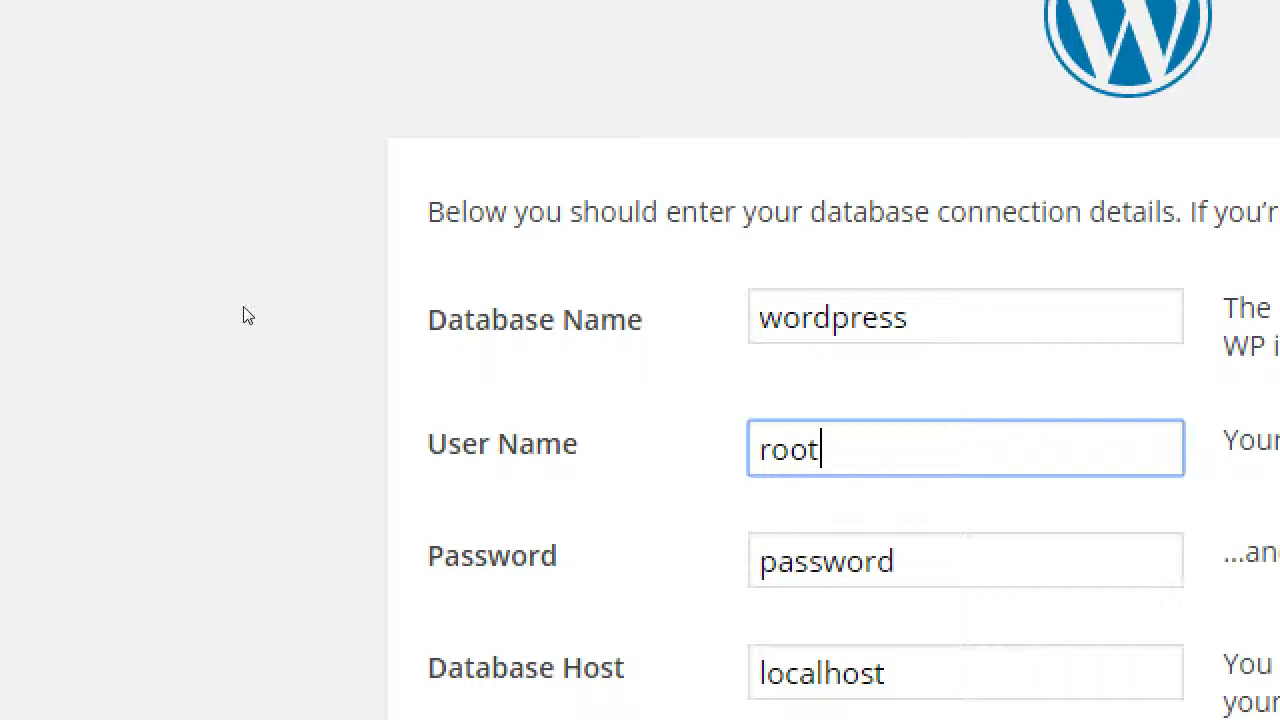 Below you should enter your database connection details. If you’r
Database Name
wordpress
The
WP i
User Name
root
Your
Password
password
...an
Database Host
localhost
You
your